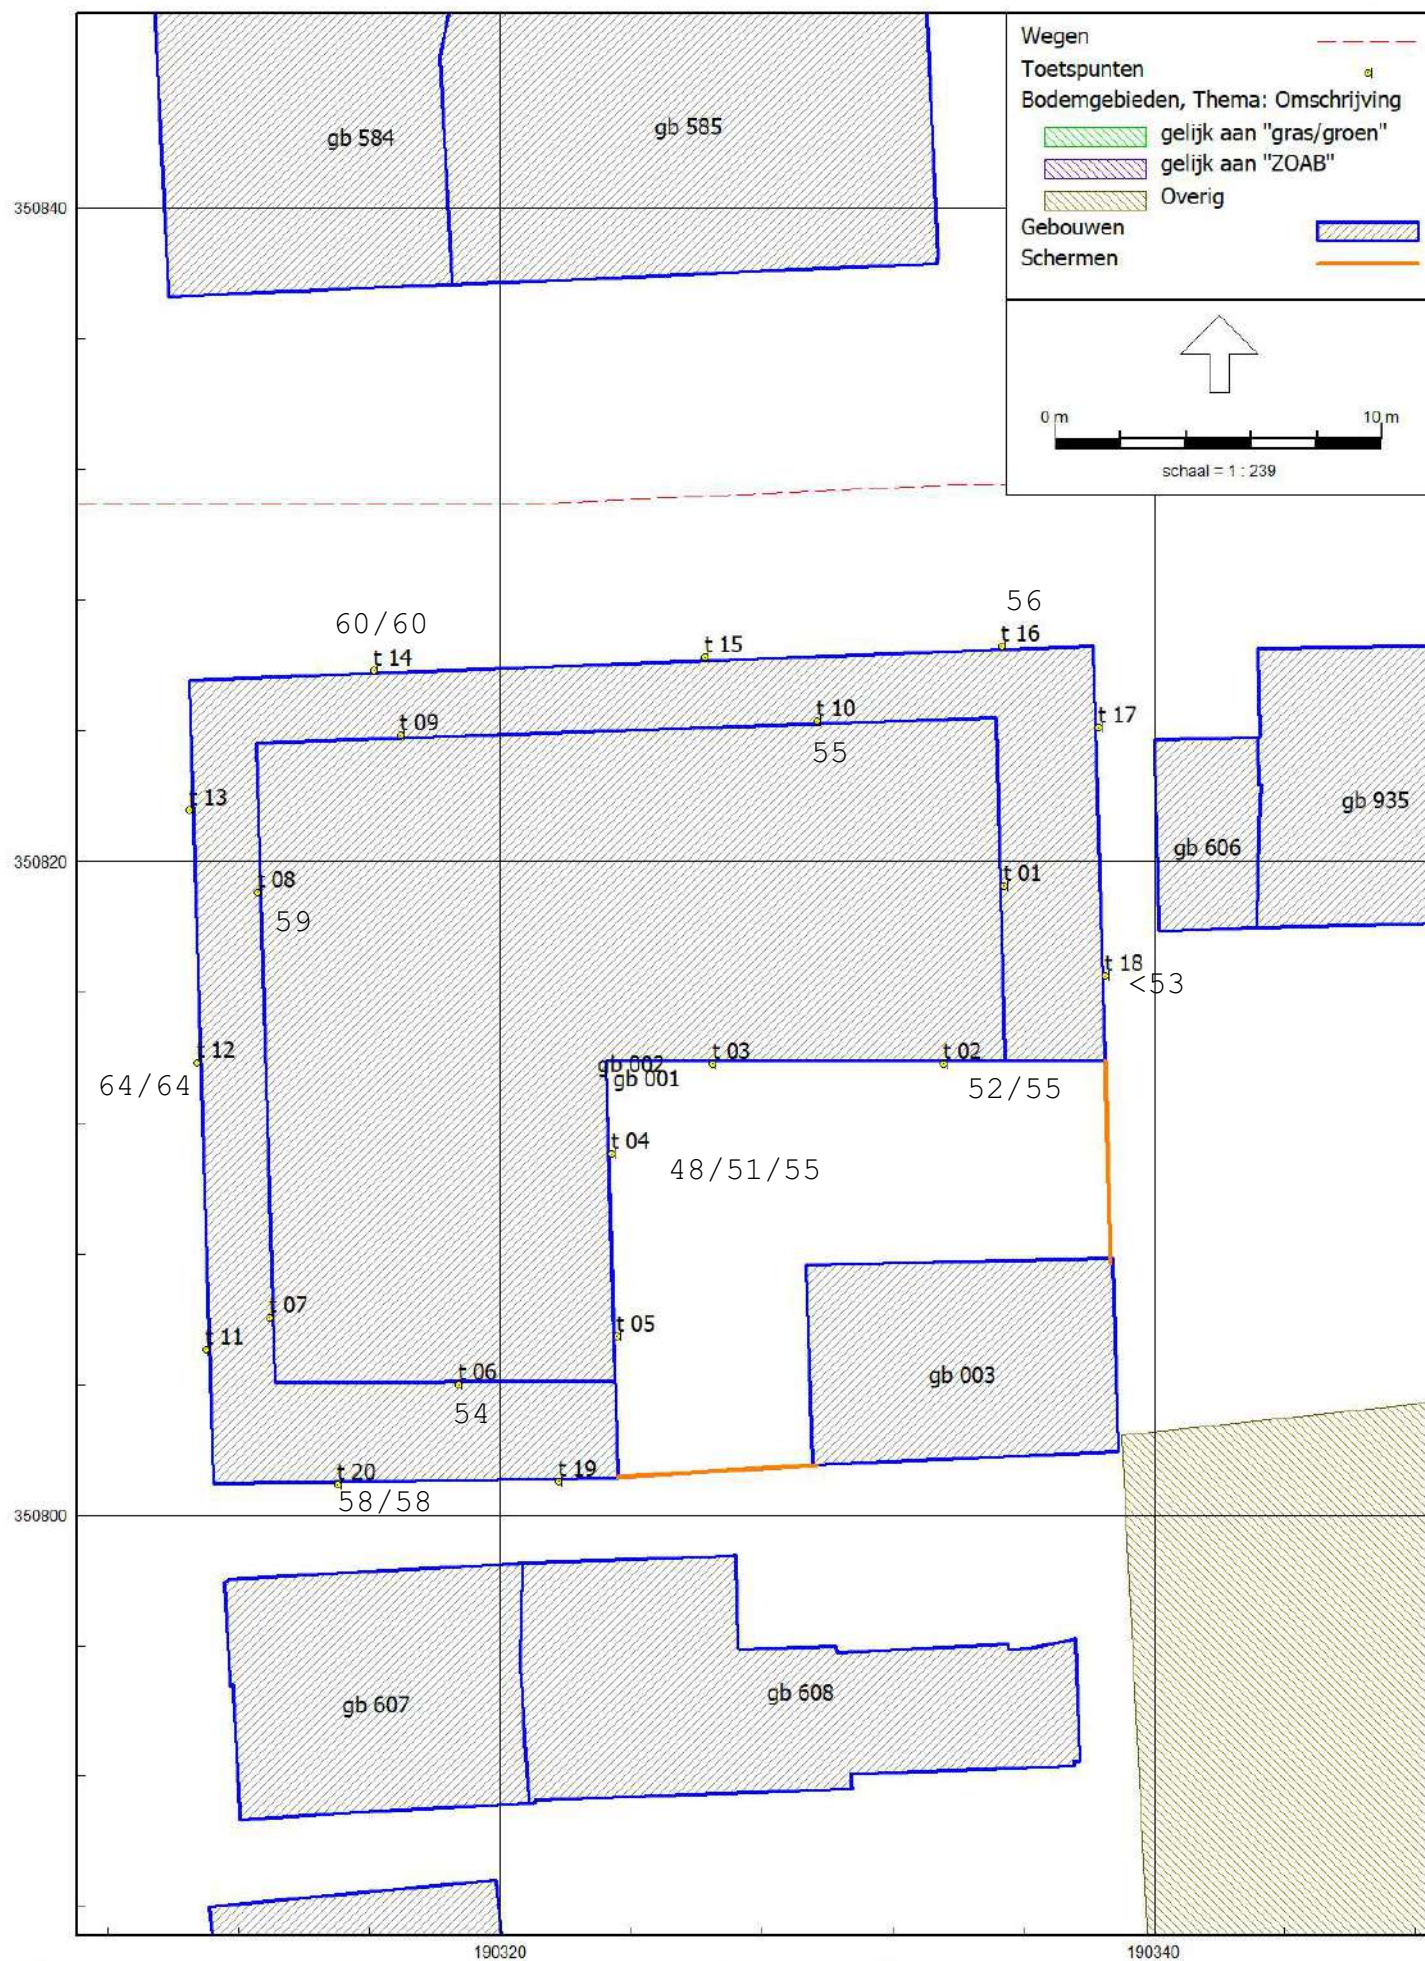 Wegen
Toetspunten
Bodemgebieden, Thema: Omschrijving
gelijk aan "gras/groen"
gelijk aan "ZOAB"
Overig
Gebouwen
Schermen
0 m 10 m
schaal = 1 : 239
gb 584
gb 585
350840
60/60
t 14
t 15
56
t 16
t 09
t 10
55
t 17
t 13
gb 935
gb 606
350820
t 08
59
t 01
t 18
<53
t 12
64/64
gb 002
gb 001
t 03
t 02
52/55
t 04
48/51/55
t 07
t 11
t 05
t 06
54
gb 003
t 20
58/58
t 19
350800
gb 607
gb 608
190320
190340